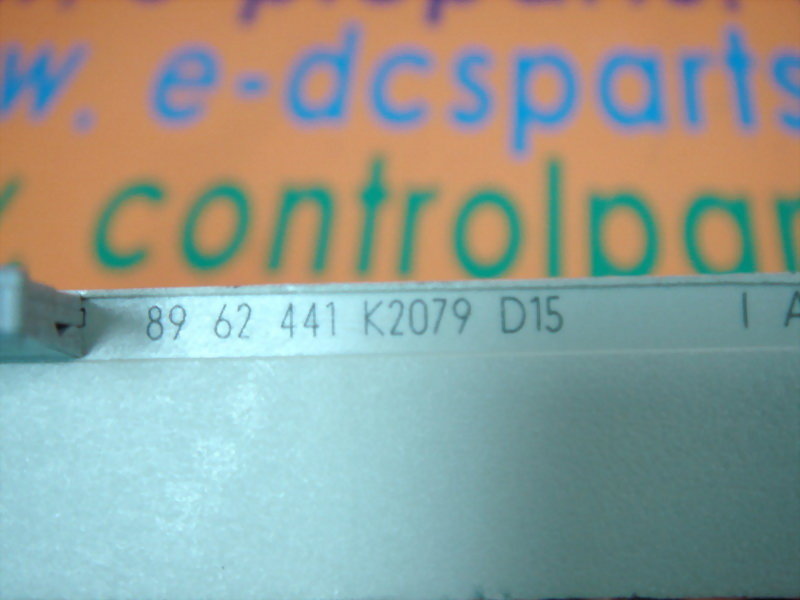 w. e-dcsparts
controlpar
89 62 441 K2079 D15 I A